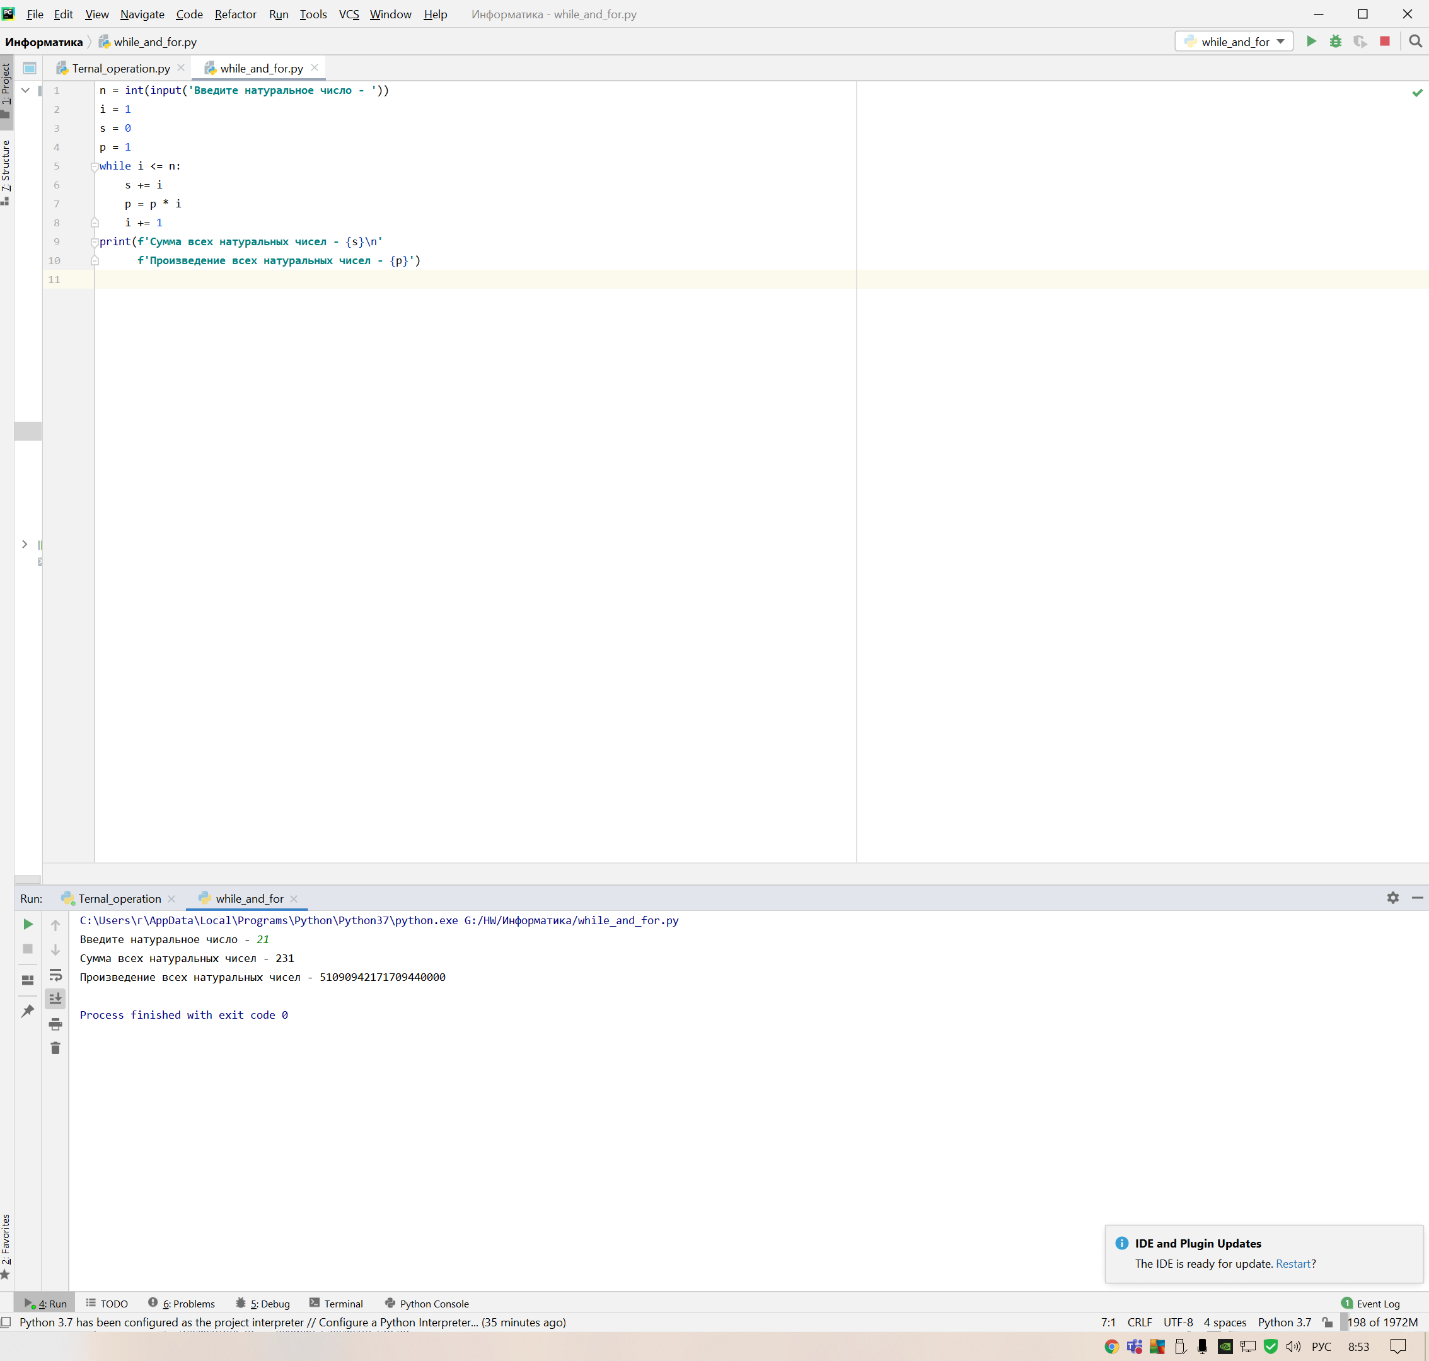 File Edit View Navigate Code Refactor Run Tools VCS Window Help Информатика - while_and_for.py
Информатика while_and_for.py while_and_for
1: Project
Ternal_operation.py while_and_for.py
1 n = int(input('Введите натуральное число - '))
2 i = 1
3 s = 0
4 p = 1
5 while i <= n:
6 s += i
7 p = p * i
8 i += 1
9 print(f'Сумма всех натуральных чисел - {s}\n'
10 f'Произведение всех натуральных чисел - {p}')
11
7: Structure
Run: Ternal_operation while_and_for
C:\Users\r\AppData\Local\Programs\Python\Python37\python.exe G:/HW/Информатика/while_and_for.py
Введите натуральное число - 21
Сумма всех натуральных чисел - 231
Произведение всех натуральных чисел - 51090942171709440000
Process finished with exit code 0
2: Favorites
IDE and Plugin Updates
The IDE is ready for update. Restart?
4: Run TODO 6: Problems 5: Debug Terminal Python Console 1 Event Log
Python 3.7 has been configured as the project interpreter // Configure a Python Interpreter... (35 minutes ago) 7:1 CRLF UTF-8 4 spaces Python 3.7 198 of 1972M
РУС 8:53